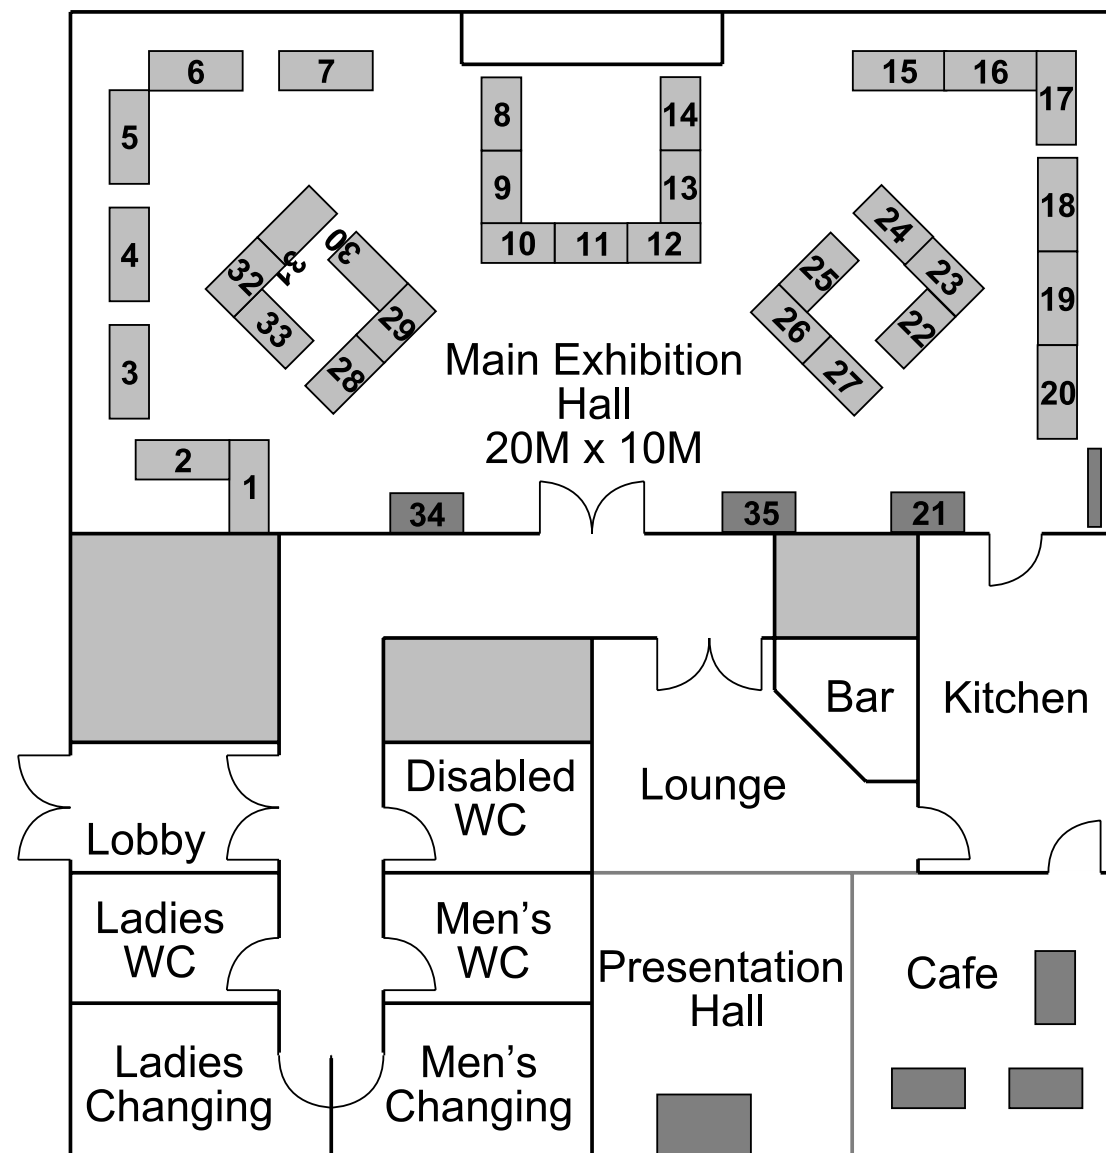 6
7
8
14
15
16
17
5
9
13
18
4
24
30
10
11
12
32
31
25
23
19
33
29
26
22
3
28
27
20
Main Exhibition
Hall
20M x 10M
2
1
34
35
21
Bar
Kitchen
Disabled
WC
Lounge
Lobby
Ladies
WC
Men’s
WC
Presentation
Hall
Cafe
Ladies
Changing
Men’s
Changing